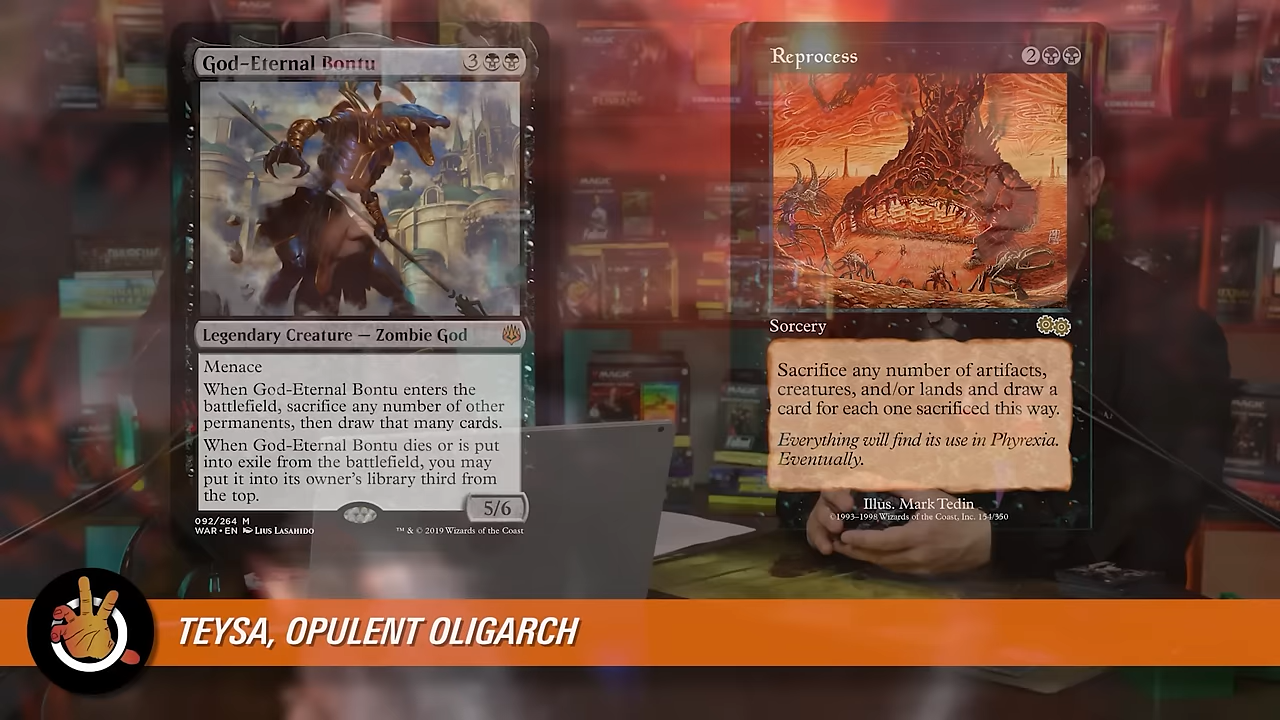 God-Eternal Bontu
3
Legendary Creature — Zombie God
Menace
When God-Eternal Bontu enters the
battlefield, sacrifice any number of other
permanents, then draw that many cards.
When God-Eternal Bontu dies or is put
into exile from the battlefield, you may
put it into its owner's library third from
the top.
5/6
092/264 M
WAR • EN Lius Lasahido
™ & © 2019 Wizards of the Coast
Reprocess
2
Sorcery
Sacrifice any number of artifacts,
creatures, and/or lands and draw a
card for each one sacrificed this way.
Everything will find its use in Phyrexia.
Eventually.
Illus. Mark Tedin
©1993–1998 Wizards of the Coast, Inc. 154/350
TEYSA, OPULENT OLIGARCH